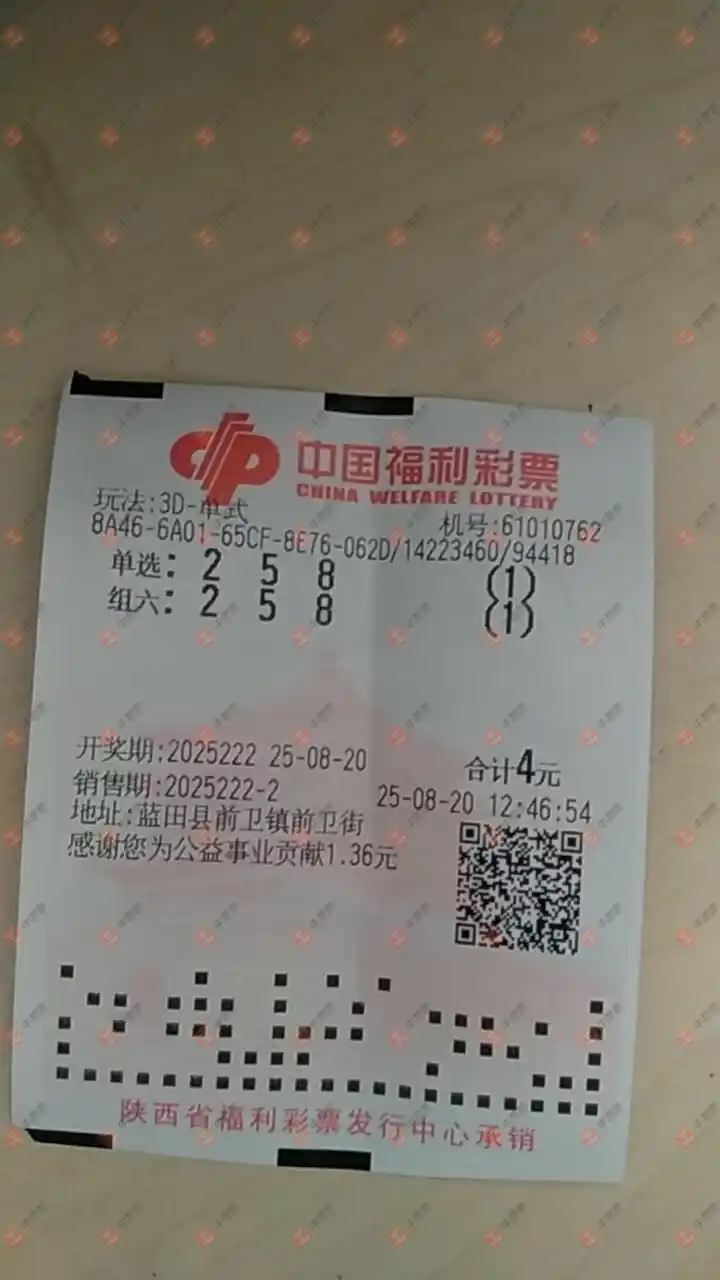 中国福利彩票
CHINA WELFARE LOTTERY
玩法:3D-单式 机号:61010762
8A46-6A01-65CF-8E76-062D/14223460/94418
单选: 2 5 8 (1)
组六: 2 5 8 (1)
开奖期:2025222 25-08-20 合计4元
销售期:2025222-2 25-08-20 12:46:54
地址:蓝田县前卫镇前卫街
感谢您为公益事业贡献1.36元
陕西省福利彩票发行中心承销